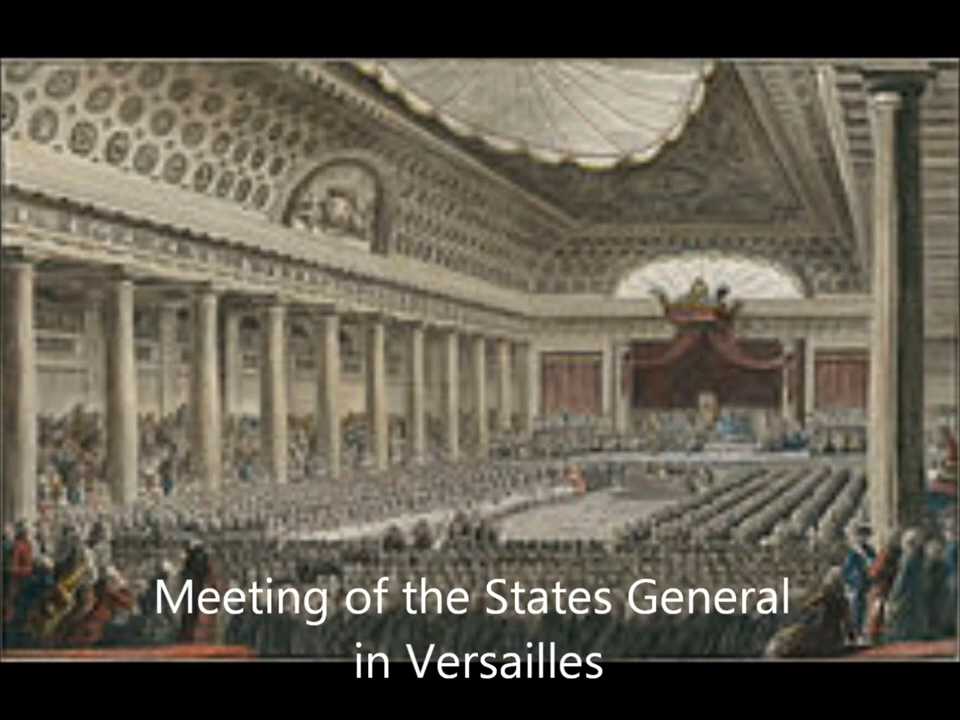 Meeting of the States General
in Versailles